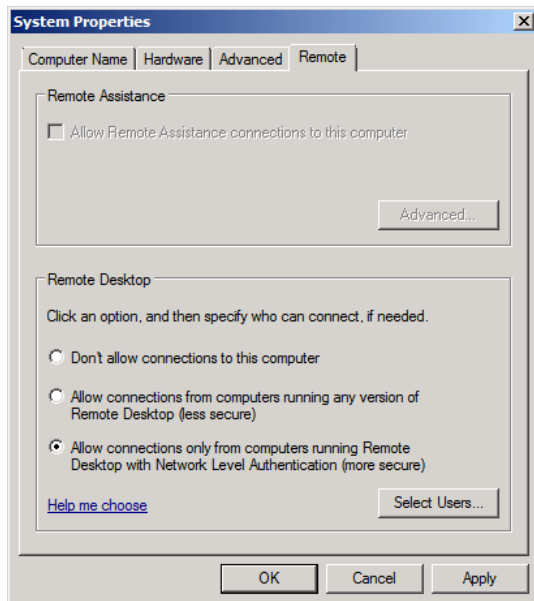 System Properties
Computer Name
Hardware
Advanced
Remote
Remote Assistance
Allow Remote Assistance connections to this computer
Advanced...
Remote Desktop
Click an option, and then specify who can connect, if needed.
Don't allow connections to this computer
Allow connections from computers running any version of
Remote Desktop (less secure)
Allow connections only from computers running Remote
Desktop with Network Level Authentication (more secure)
Help me choose
Select Users...
OK
Cancel
Apply